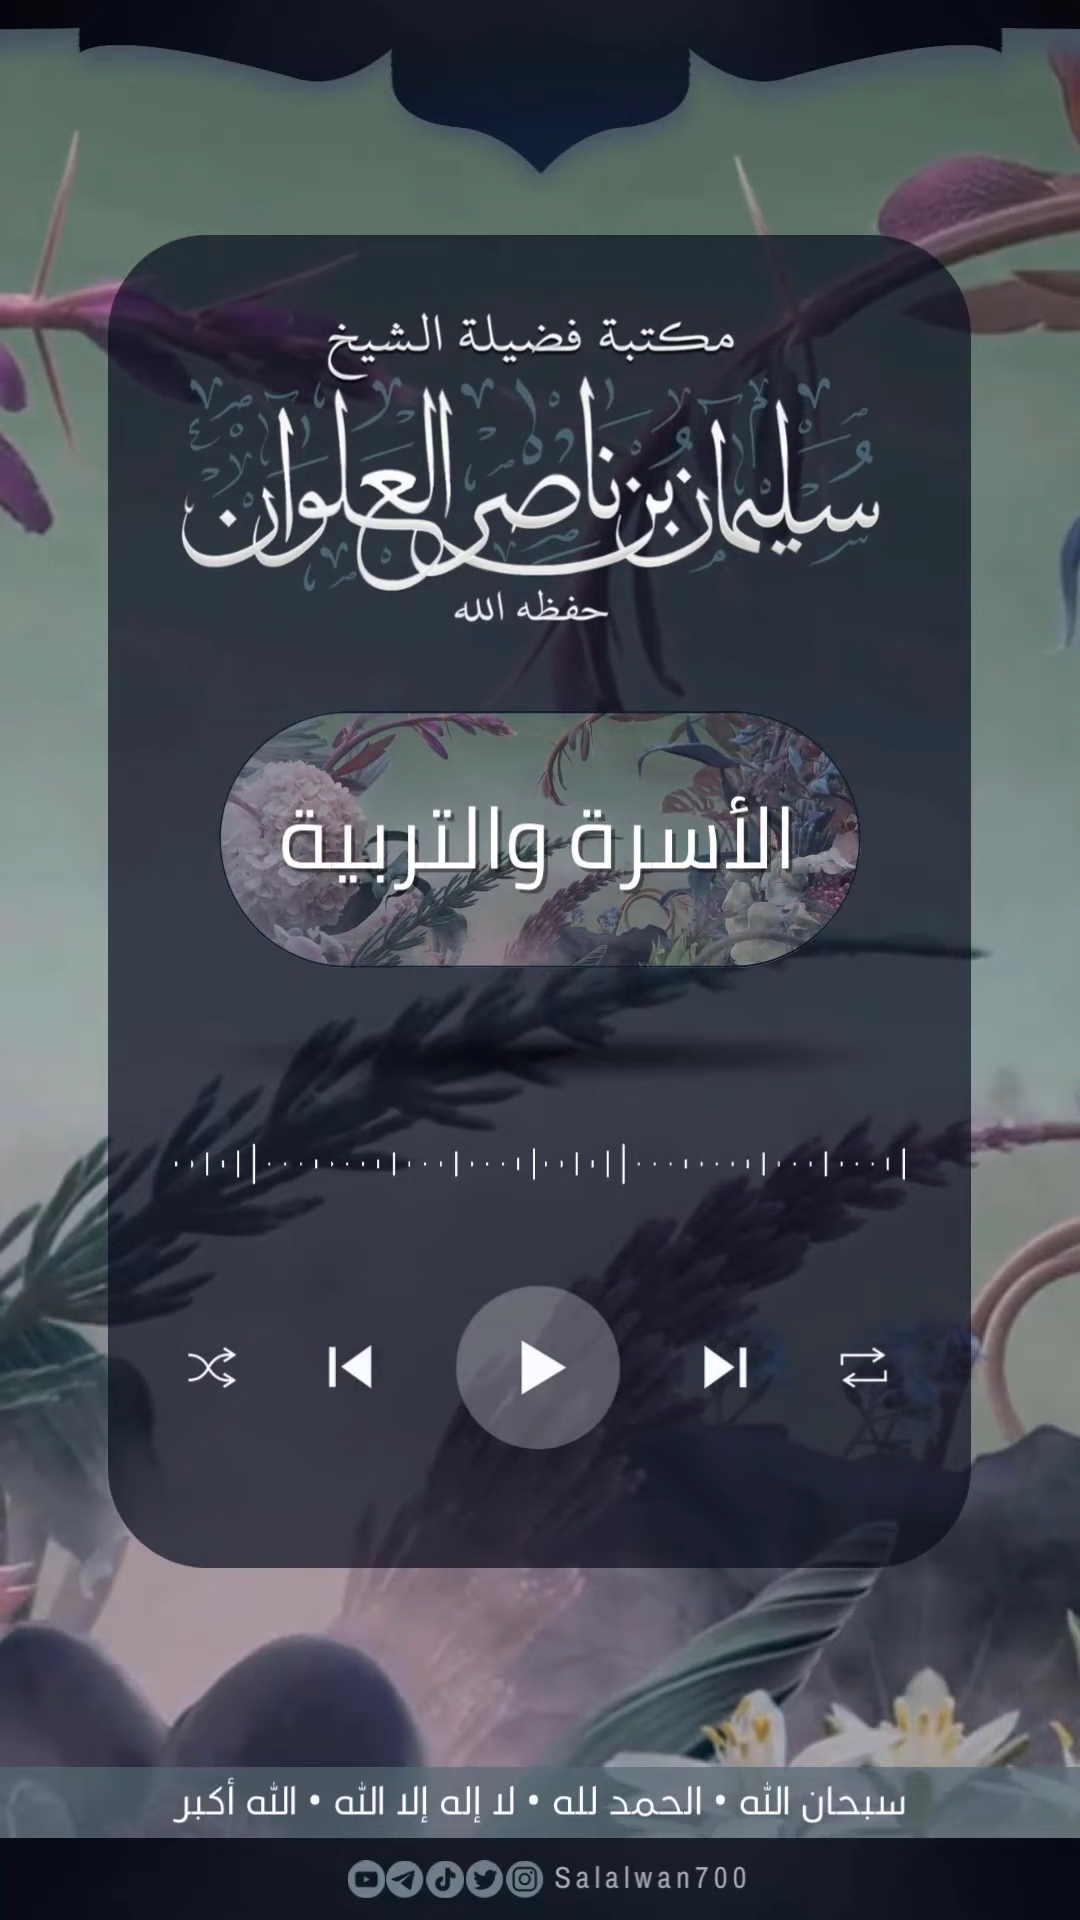 مكتبة فضيلة الشيخ
سليمان بن ناصر العلوان
حفظه الله
الأسرة والتربية
سبحان الله • الحمد لله • لا إله إلا الله • الله أكبر
Salalwan700